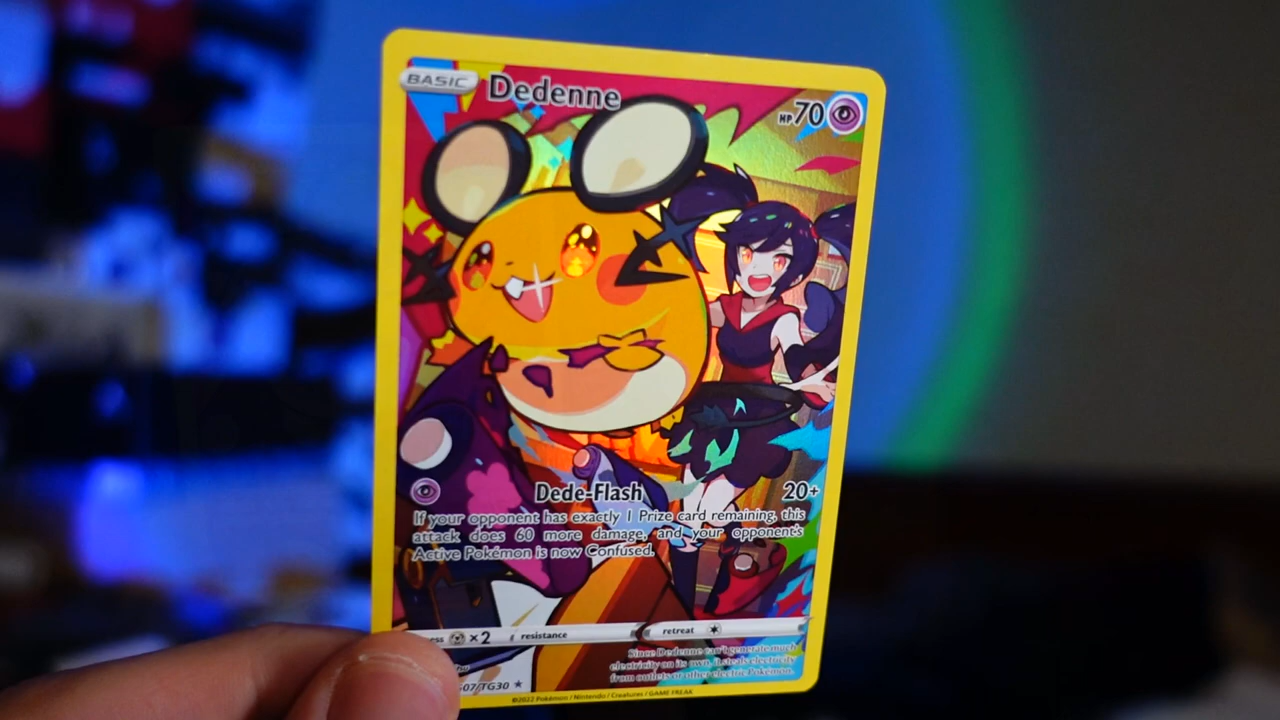 BASIC Dedenne HP 70
Dede-Flash 20+
If your opponent has exactly 1 Prize card remaining, this
attack does 60 more damage, and your opponent's
Active Pokémon is now Confused.
ess ×2 resistance retreat
Since Dedenne can't generate much
electricity on its own, it steals electricity
from outlets or other electric Pokémon.
G07/TG30 ★
©2022 Pokémon / Nintendo / Creatures / GAME FREAK